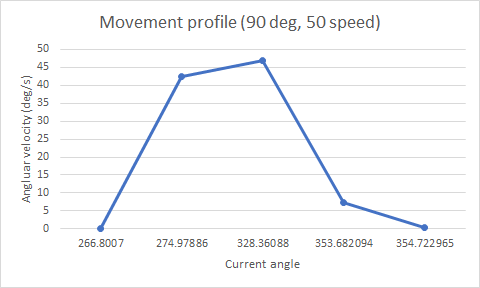 Movement profile (90 deg, 50 speed)
50
45
40
35
30
25
20
15
10
5
0
Angluar velocity (deg/s)
266.8007 274.97886 328.36088 353.682094 354.722965
Current angle